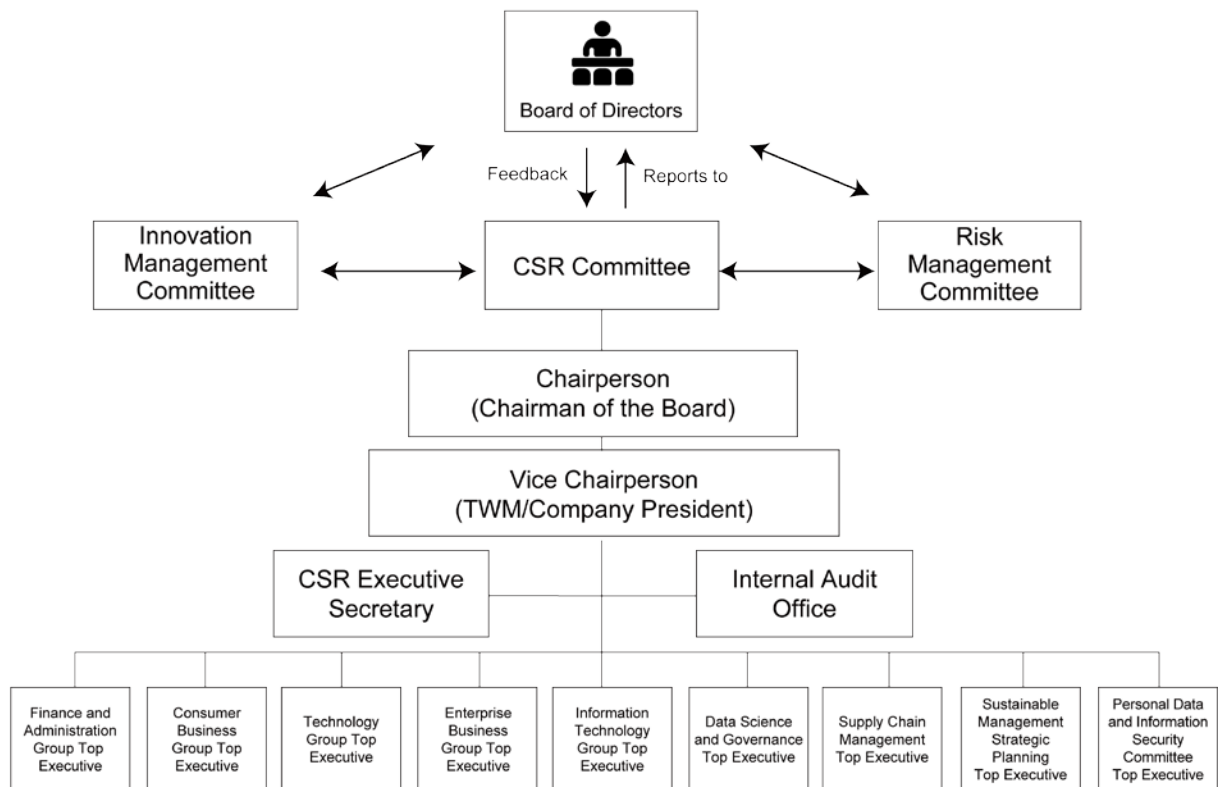 Board of Directors
Feedback
Reports to
Innovation
Management
Committee
CSR Committee
Risk
Management
Committee
Chairperson
(Chairman of the Board)
Vice Chairperson
(TWM/Company President)
CSR Executive
Secretary
Internal Audit
Office
Finance and
Administration
Group Top
Executive
Consumer
Business
Group Top
Executive
Technology
Group Top
Executive
Enterprise
Business
Group Top
Executive
Information
Technology
Group Top
Executive
Data Science
and Governance
Top Executive
Supply Chain
Management
Top Executive
Sustainable
Management
Strategic
Planning
Top Executive
Personal Data
and Information
Security
Committee
Top Executive